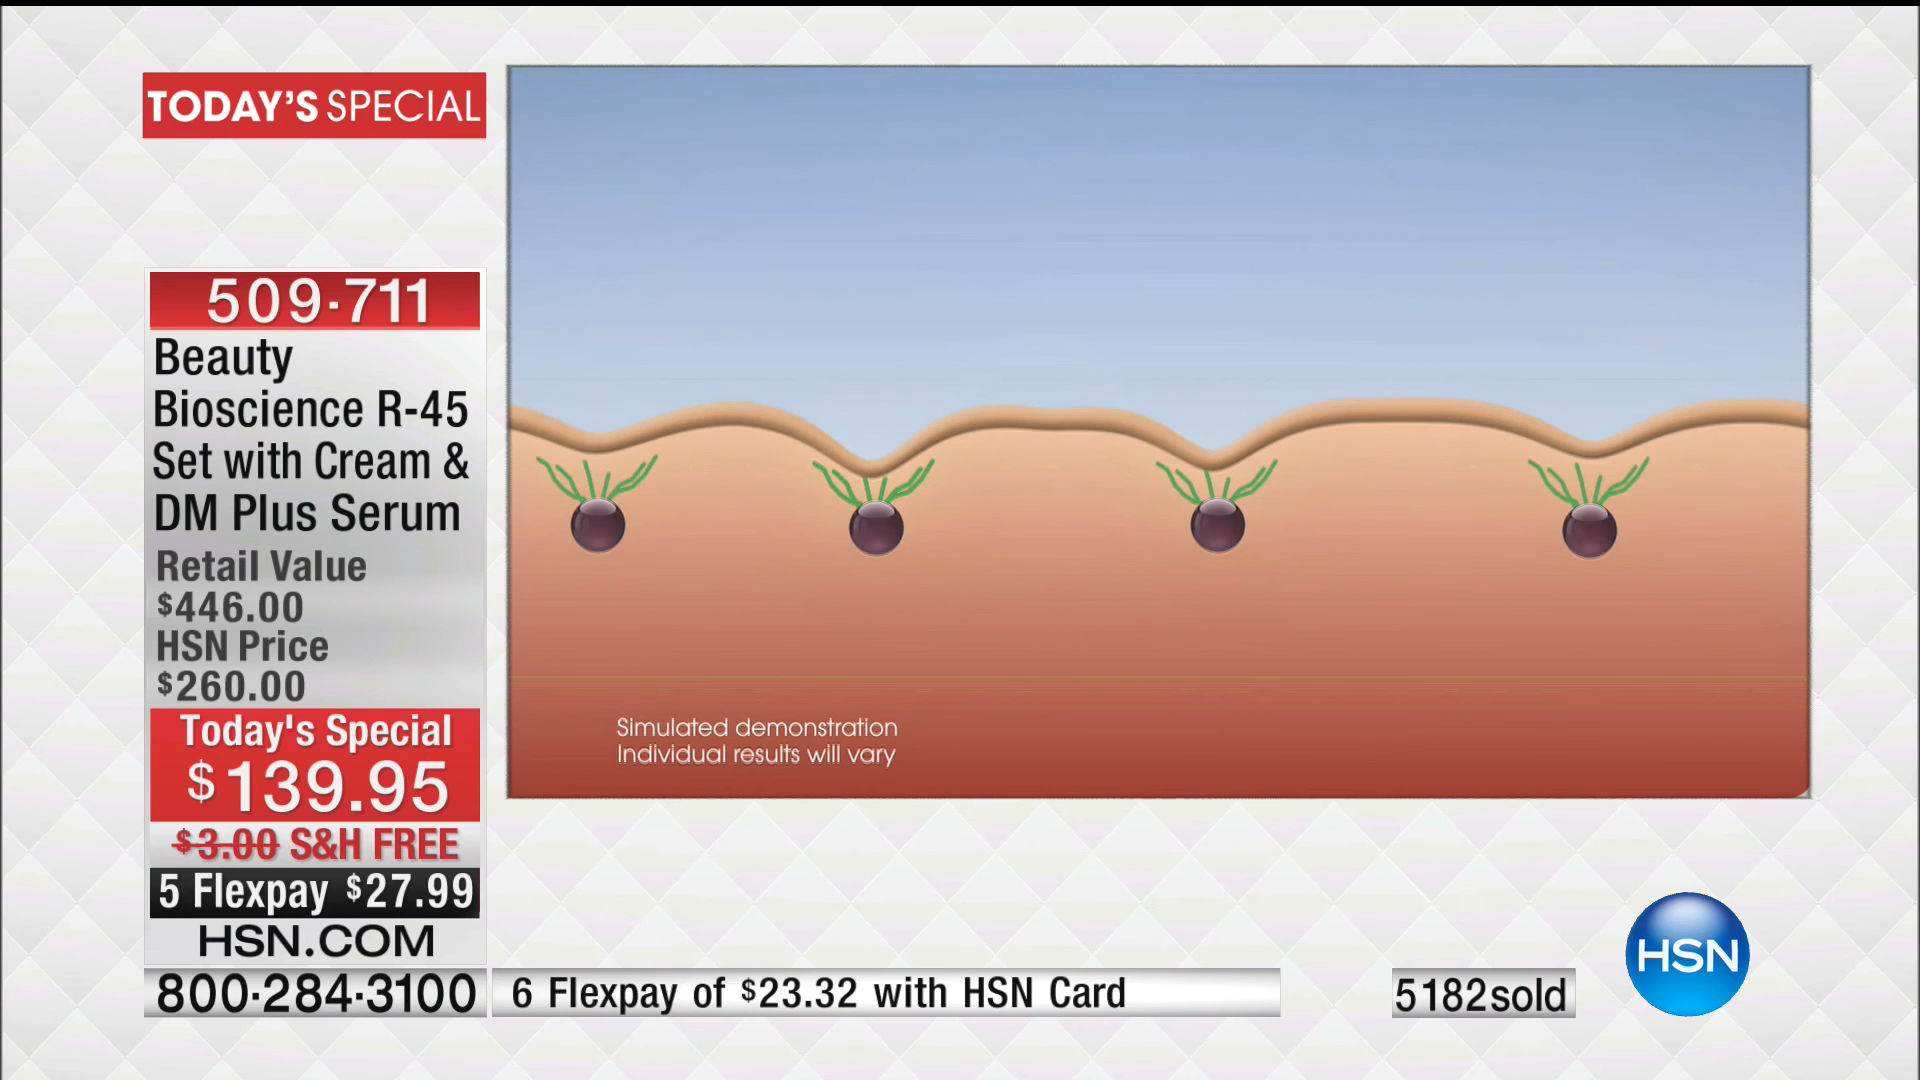 TODAY'S SPECIAL
509·711
Beauty
Bioscience R-45
Set with Cream &
DM Plus Serum
Retail Value
$446.00
HSN Price
$260.00
Today's Special
$139.95
$3.00 S&H FREE
5 Flexpay $27.99
HSN.COM
800·284·3100
6 Flexpay of $23.32 with HSN Card
5182 sold
HSN
Simulated demonstration
Individual results will vary